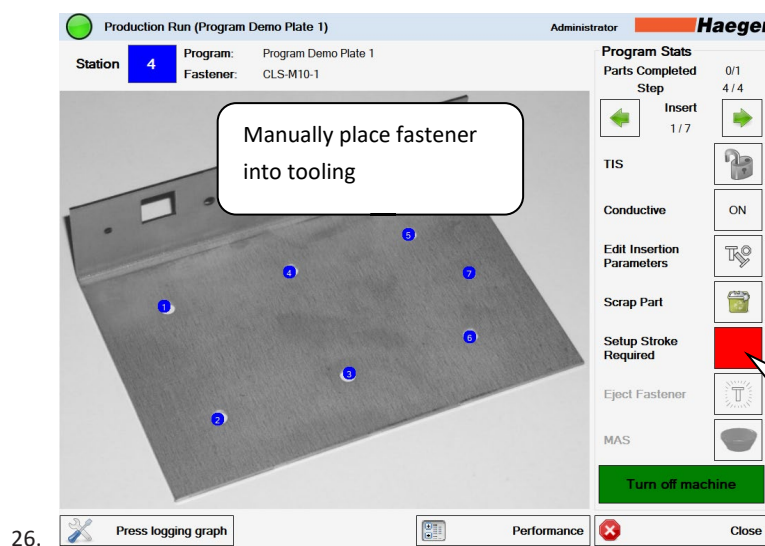 Production Run (Program Demo Plate 1)
Administrator
Haeger
Station
4
Program:
Program Demo Plate 1
Fastener:
CLS-M10-1
Manually place fastener
into tooling
1
2
3
4
5
6
7
Program Stats
Parts Completed
0/1
Step
4 / 4
Insert
1 / 7
TIS
Conductive
ON
Edit Insertion
Parameters
Scrap Part
Setup Stroke
Required
Eject Fastener
T
MAS
Turn off machine
26.
Press logging graph
Performance
Close